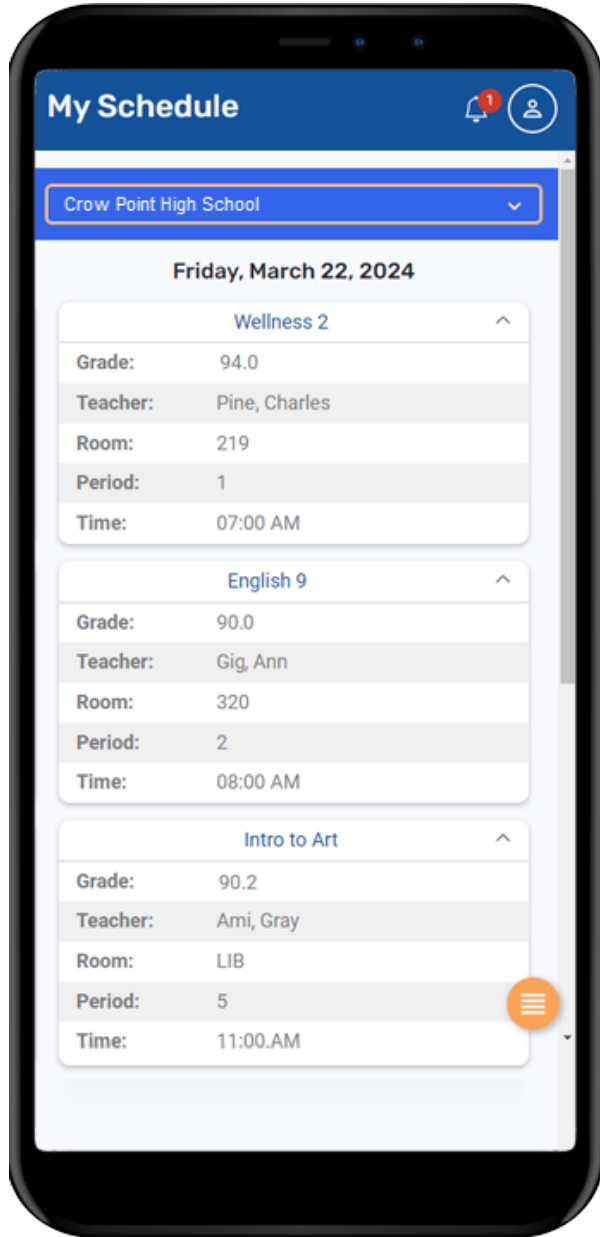 My Schedule
1
Crow Point High School
Friday, March 22, 2024
Wellness 2
Grade: 94.0
Teacher: Pine, Charles
Room: 219
Period: 1
Time: 07:00 AM
English 9
Grade: 90.0
Teacher: Gig, Ann
Room: 320
Period: 2
Time: 08:00 AM
Intro to Art
Grade: 90.2
Teacher: Ami, Gray
Room: LIB
Period: 5
Time: 11:00.AM